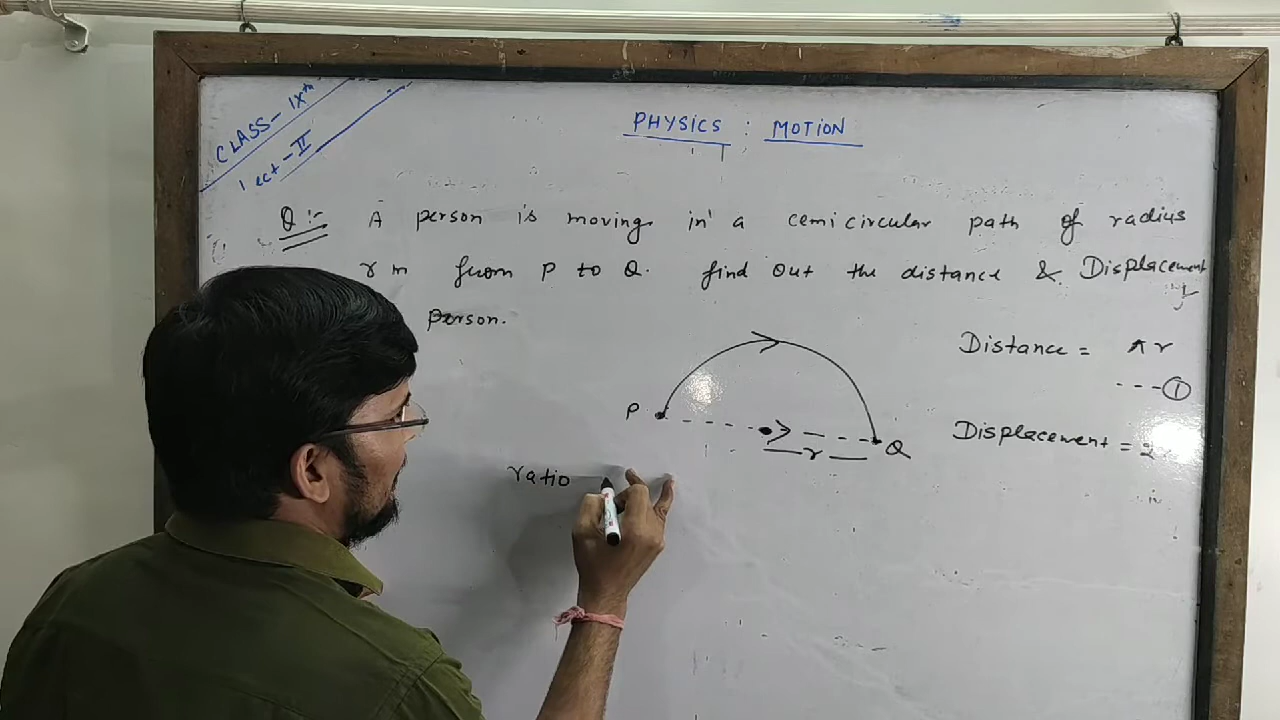 CLASS - IXth
Lect - II
PHYSICS : MOTION
Q :- A person is moving in a cemicircular path of radius
r m from P to Q. find out the distance & Displacement
Person.
Distance = πr
---①
P
Q
r
Displacement = 2
ratio